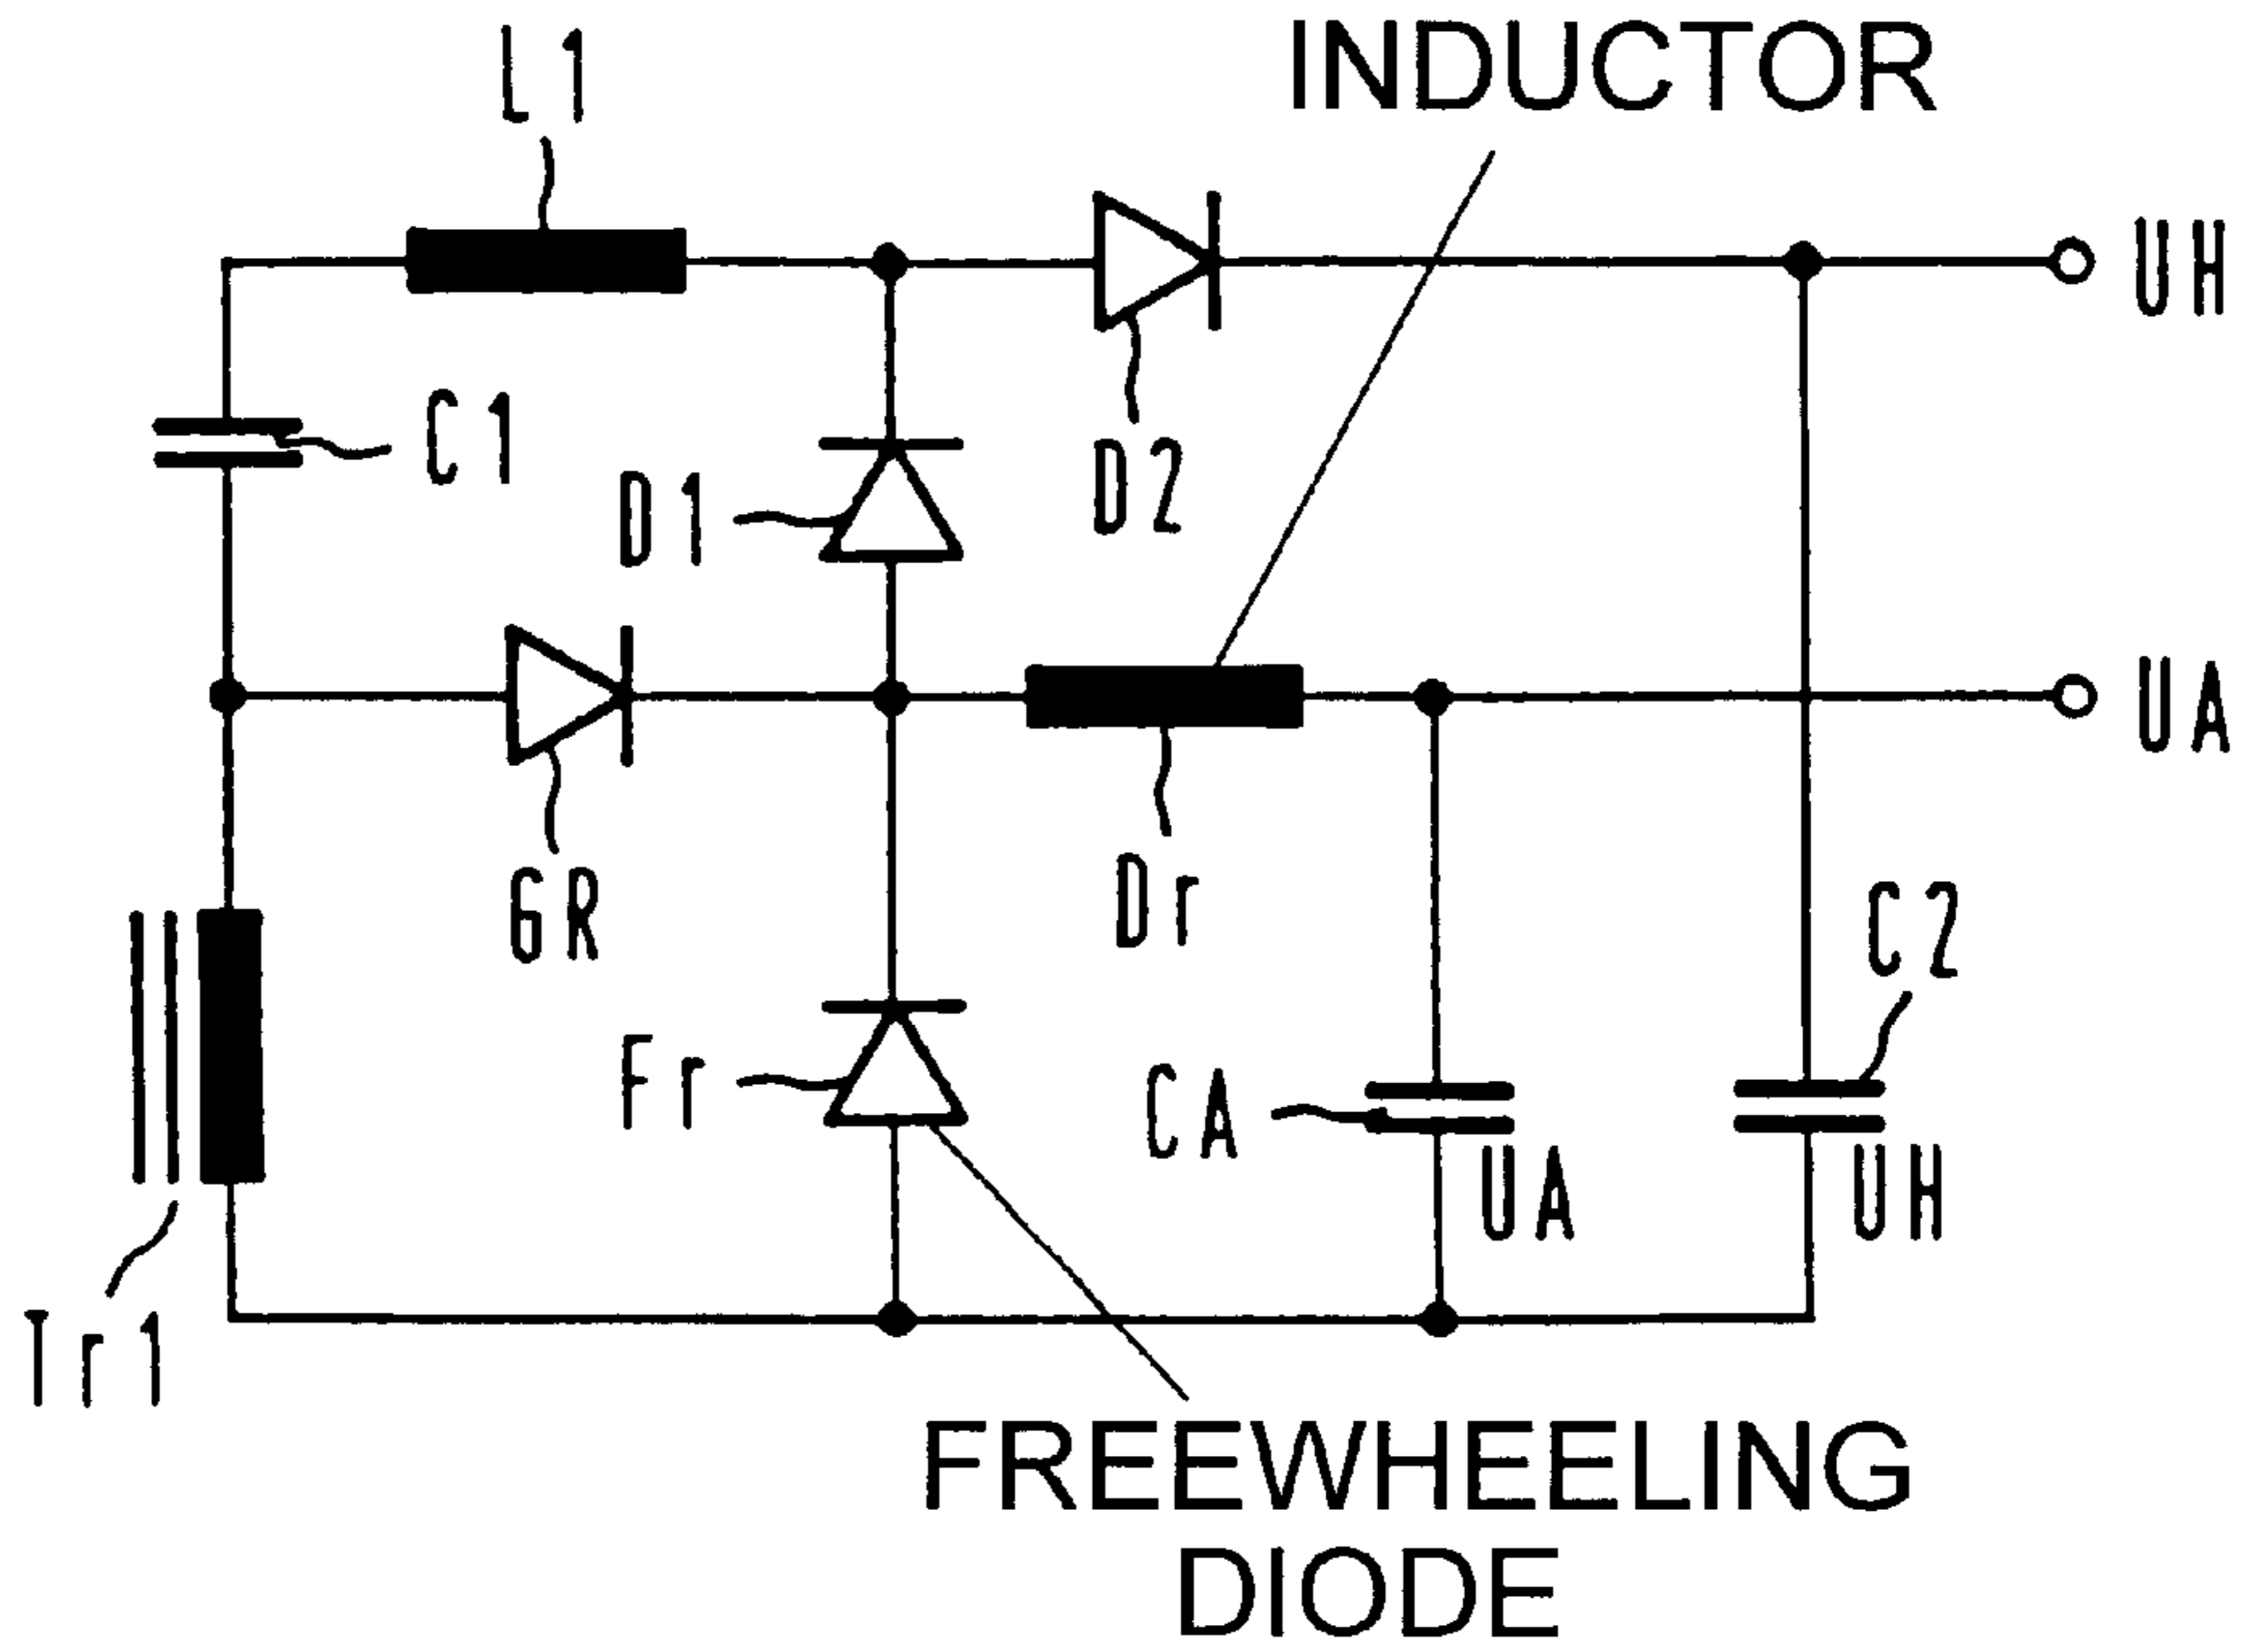 L1
INDUCTOR
UH
C1
D1
D2
UA
GR
Dr
C2
Fr
CA
UA
UH
Tr1
FREEWHEELING
DIODE